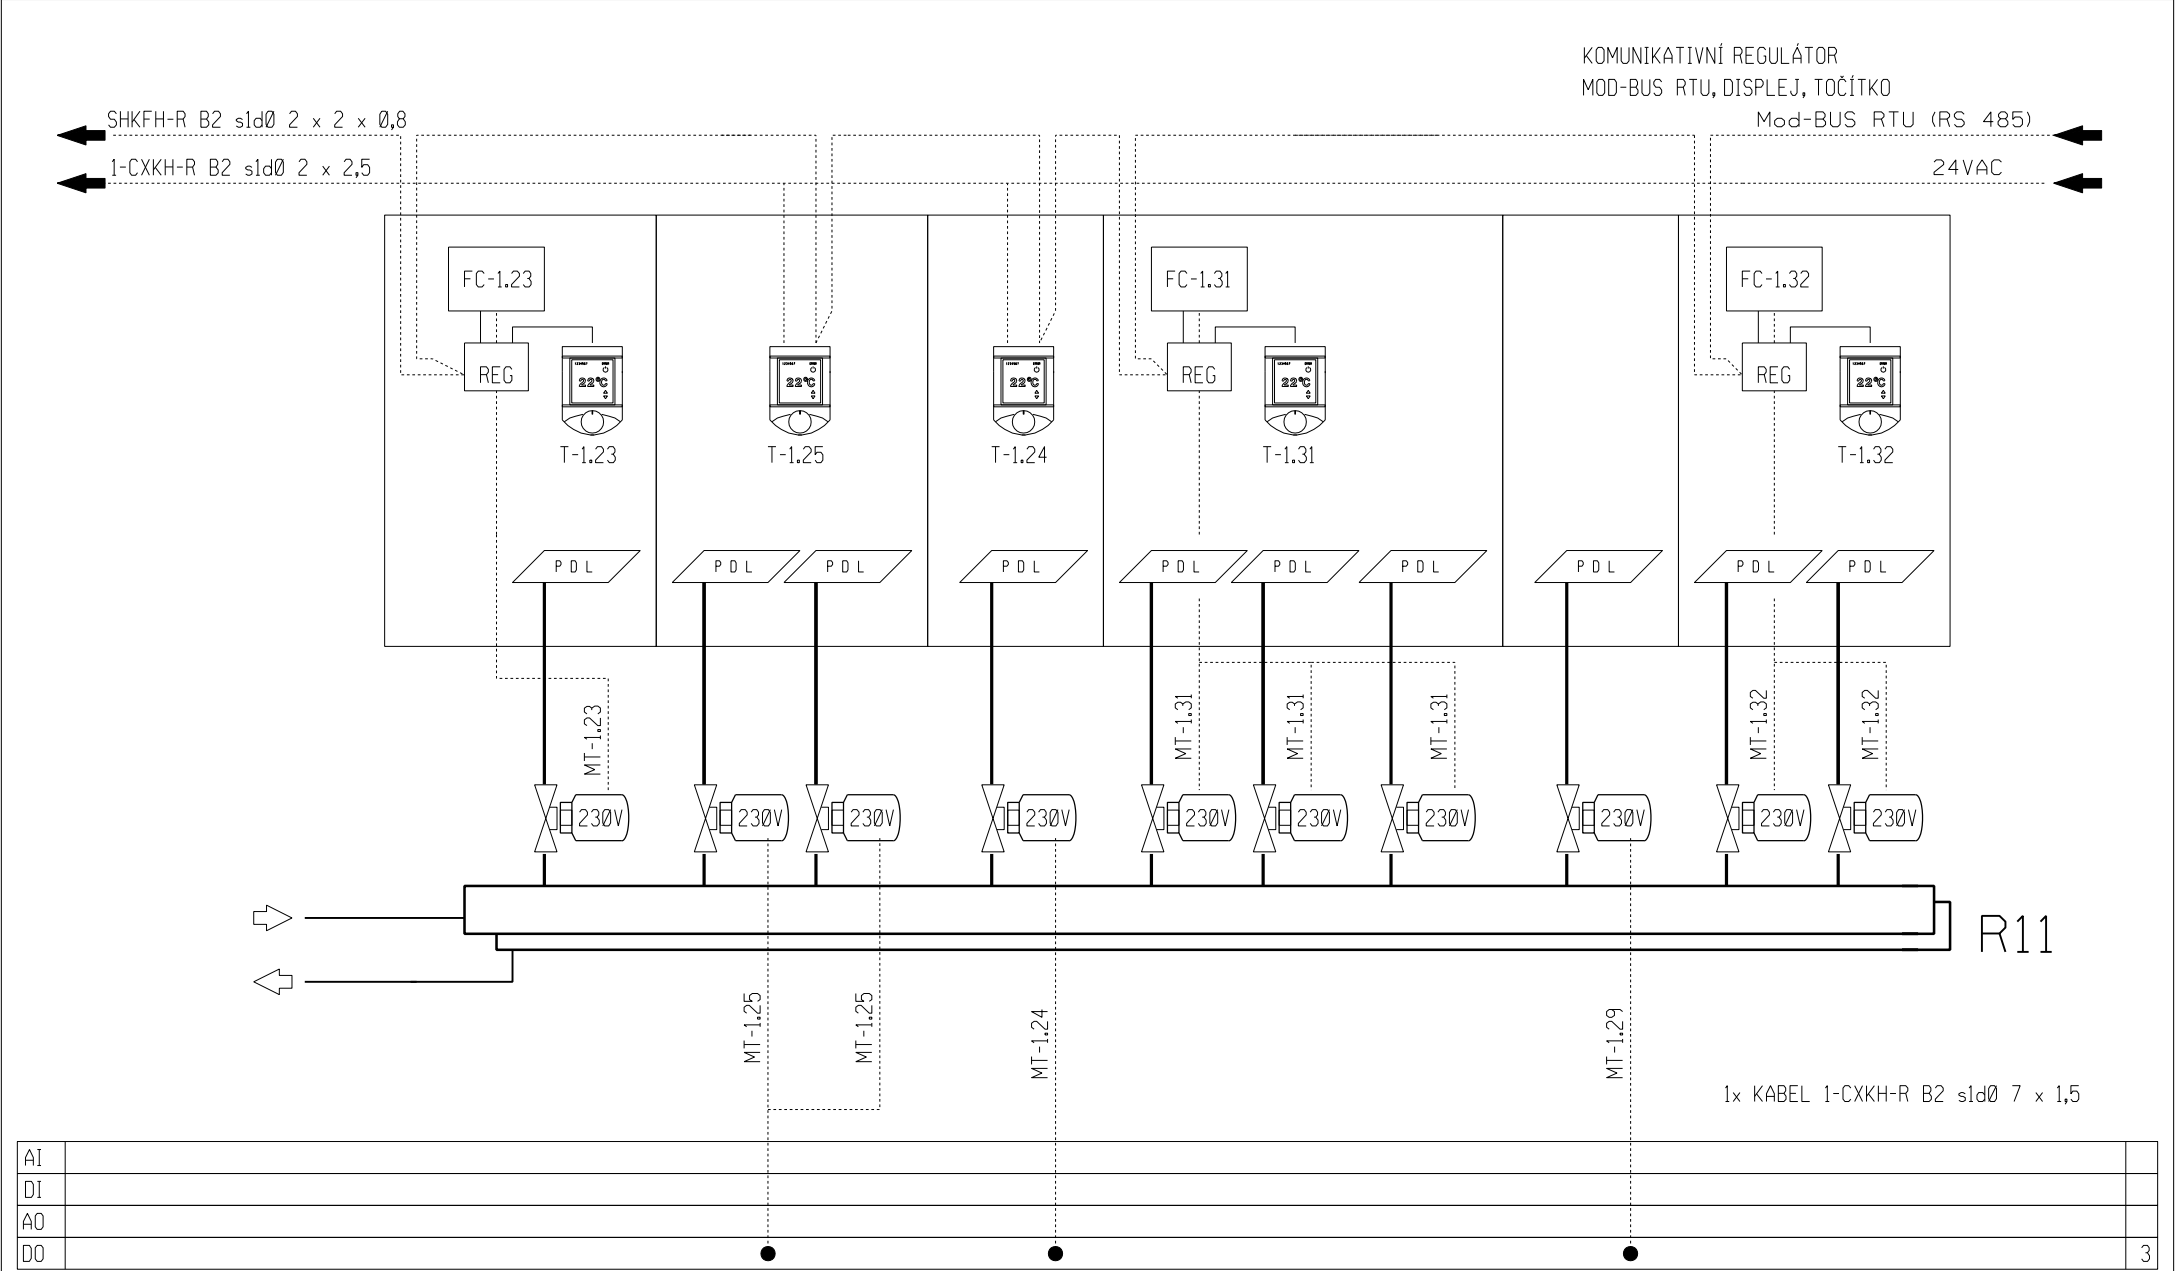 KOMUNIKATIVNÍ REGULÁTOR
MOD-BUS RTU, DISPLEJ, TOČÍTKO
SHKFH-R B2 s1dØ 2 x 2 x Ø,8
Mod-BUS RTU (RS 485)
1-CXKH-R B2 s1dØ 2 x 2,5
24VAC
FC-1.23
FC-1.31
FC-1.32
REG
22°C
22°C
22°C
REG
22°C
REG
22°C
T-1.23
T-1.25
T-1.24
T-1.31
T-1.32
PDL
PDL
PDL
PDL
PDL
PDL
PDL
PDL
PDL
PDL
MT-1.23
MT-1.31
MT-1.31
MT-1.31
MT-1.32
MT-1.32
230V
230V
230V
230V
230V
230V
230V
230V
230V
230V
R11
MT-1.25
MT-1.25
MT-1.24
MT-1.29
1x KABEL 1-CXKH-R B2 s1dØ 7 x 1,5
AI
DI
AO
DO
3